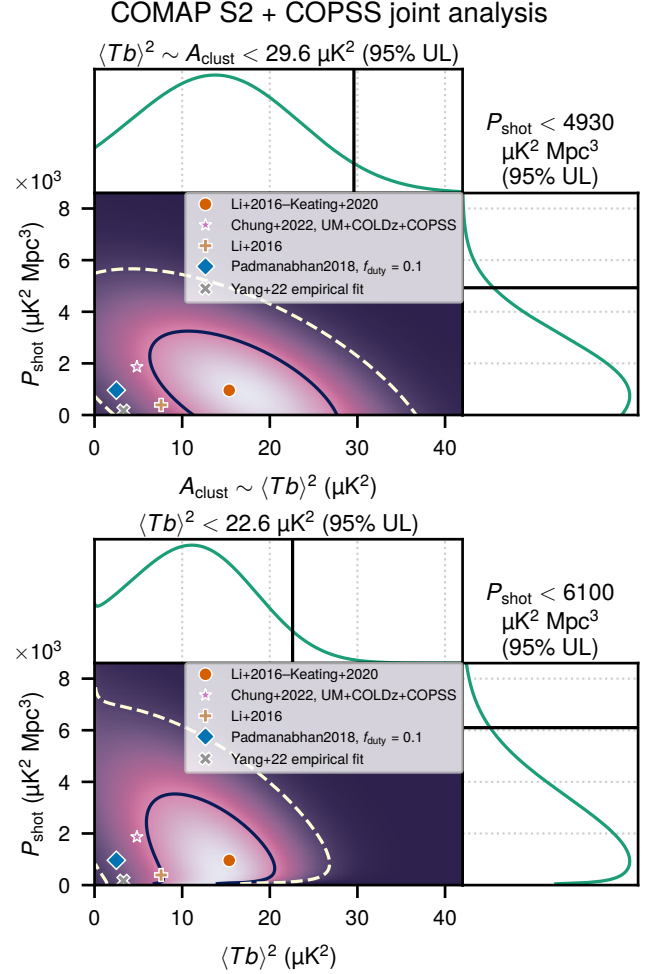 COMAP S2 + COPSS joint analysis
⟨Tb⟩² ~ A_clust < 29.6 µK² (95% UL)
P_shot < 4930
µK² Mpc³
(95% UL)
×10³
8
6
4
2
0
P_shot (µK² Mpc³)
Li+2016–Keating+2020
Chung+2022, UM+COLDz+COPSS
Li+2016
Padmanabhan2018, f_duty = 0.1
Yang+22 empirical fit
0
10
20
30
40
A_clust ~ ⟨Tb⟩² (µK²)
⟨Tb⟩² < 22.6 µK² (95% UL)
P_shot < 6100
µK² Mpc³
(95% UL)
×10³
8
6
4
2
0
P_shot (µK² Mpc³)
Li+2016–Keating+2020
Chung+2022, UM+COLDz+COPSS
Li+2016
Padmanabhan2018, f_duty = 0.1
Yang+22 empirical fit
0
10
20
30
40
⟨Tb⟩² (µK²)